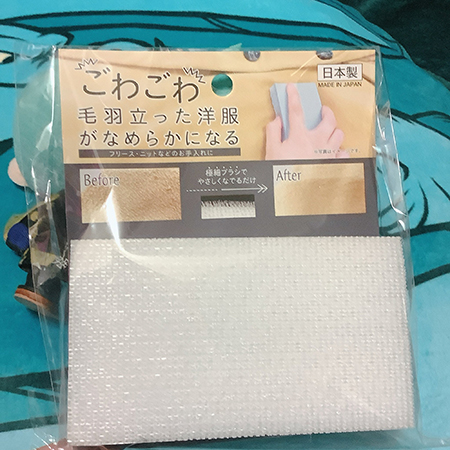 ごわごわ
日本製
MADE IN JAPAN
毛羽立った洋服
がなめらかになる
フリース・ニットなどのお手入れに
Before
極細ブラシで
やさしくなでるだけ
After